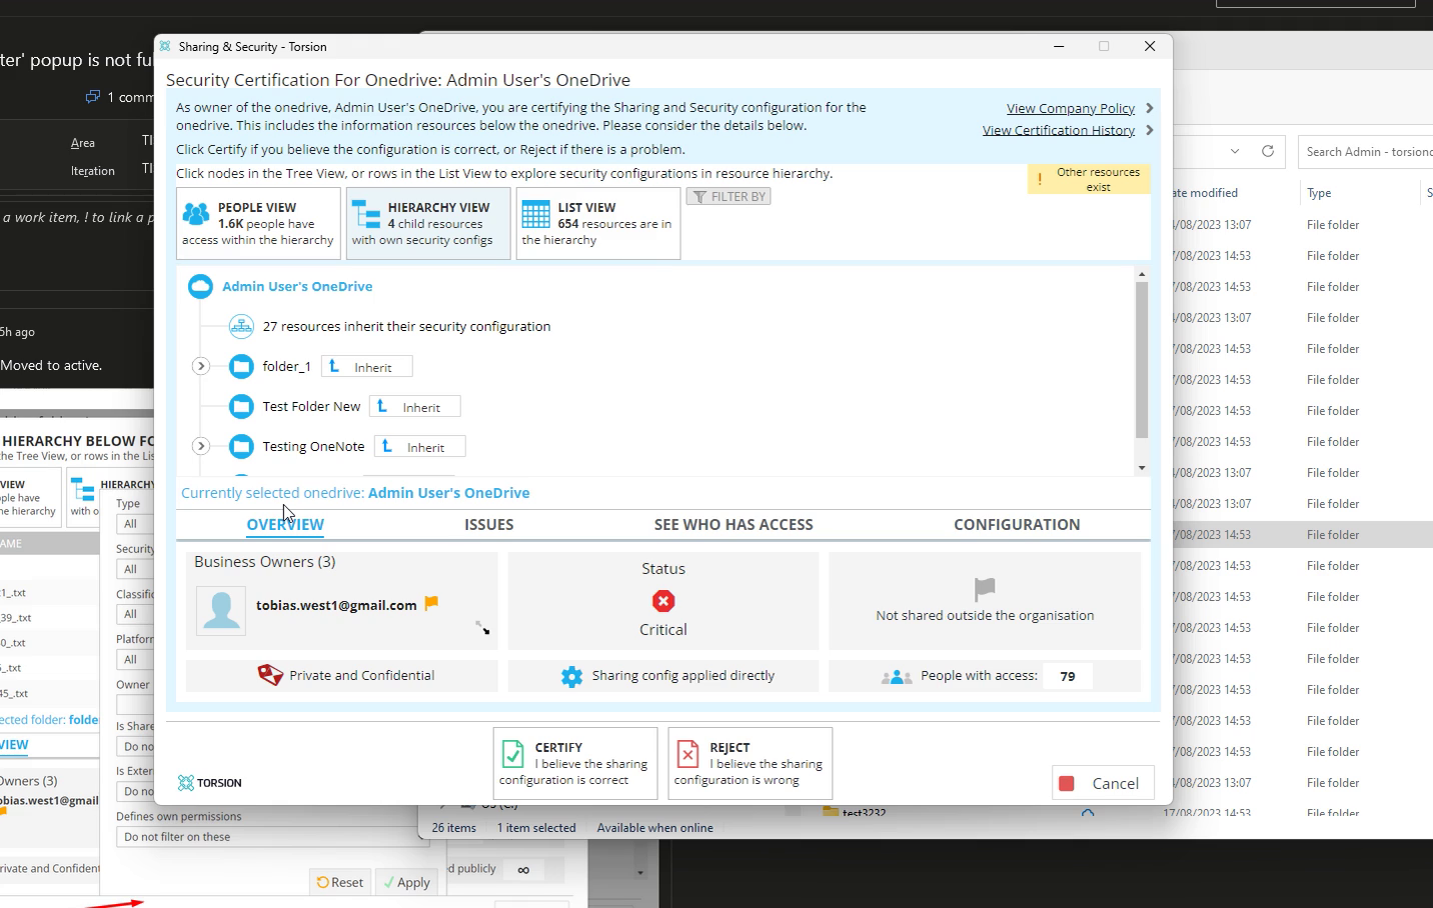 ter' popup is not fu
1 comm
Area
TI
Iteration
TI
a work item, ! to link a p
5h ago
Moved to active.
Sharing & Security - Torsion
Security Certification For Onedrive: Admin User's OneDrive
As owner of the onedrive, Admin User's OneDrive, you are certifying the Sharing and Security configuration for the
onedrive. This includes the information resources below the onedrive. Please consider the details below.
Click Certify if you believe the configuration is correct, or Reject if there is a problem.
View Company Policy
View Certification History
Click nodes in the Tree View, or rows in the List View to explore security configurations in resource hierarchy.
! Other resources
exist
PEOPLE VIEW
1.6K people have
access within the hierarchy
HIERARCHY VIEW
4 child resources
with own security configs
LIST VIEW
654 resources are in
the hierarchy
FILTER BY
Admin User's OneDrive
27 resources inherit their security configuration
folder_1 Inherit
Test Folder New Inherit
Testing OneNote Inherit
Currently selected onedrive: Admin User's OneDrive
OVERVIEW
ISSUES
SEE WHO HAS ACCESS
CONFIGURATION
Business Owners (3)
tobias.west1@gmail.com
Status
Critical
Not shared outside the organisation
Private and Confidential
Sharing config applied directly
People with access: 79
CERTIFY
I believe the sharing
configuration is correct
REJECT
I believe the sharing
configuration is wrong
TORSION
Cancel
Search Admin - torsiond
ate modified
Type
S
/08/2023 13:07 File folder
7/08/2023 14:53 File folder
7/08/2023 14:53 File folder
/08/2023 13:07 File folder
7/08/2023 14:53 File folder
7/08/2023 14:53 File folder
7/08/2023 14:53 File folder
7/08/2023 14:53 File folder
/08/2023 13:07 File folder
/08/2023 13:07 File folder
7/08/2023 14:53 File folder
7/08/2023 14:53 File folder
7/08/2023 14:53 File folder
7/08/2023 14:53 File folder
7/08/2023 14:53 File folder
7/08/2023 14:53 File folder
7/08/2023 14:53 File folder
7/08/2023 14:53 File folder
/08/2023 13:07 File folder
test3232 17/08/2023 14:53 File folder
26 items 1 item selected Available when online
HIERARCHY BELOW FO
he Tree View, or rows in the Lis
VIEW
ple have
he hierarchy
HIERARCHY
with o
AME
1_.txt
39_.txt
0_.txt
_.txt
45_.txt
ected folder: folde
VIEW
Owners (3)
obias.west1@gmail
rivate and Confident
Type
All
Security
All
Classific
All
Platform
All
Owner
Is Share
Do no
Is Exter
Do no
Defines own permissions
Do not filter on these
Reset
Apply
d publicly ∞